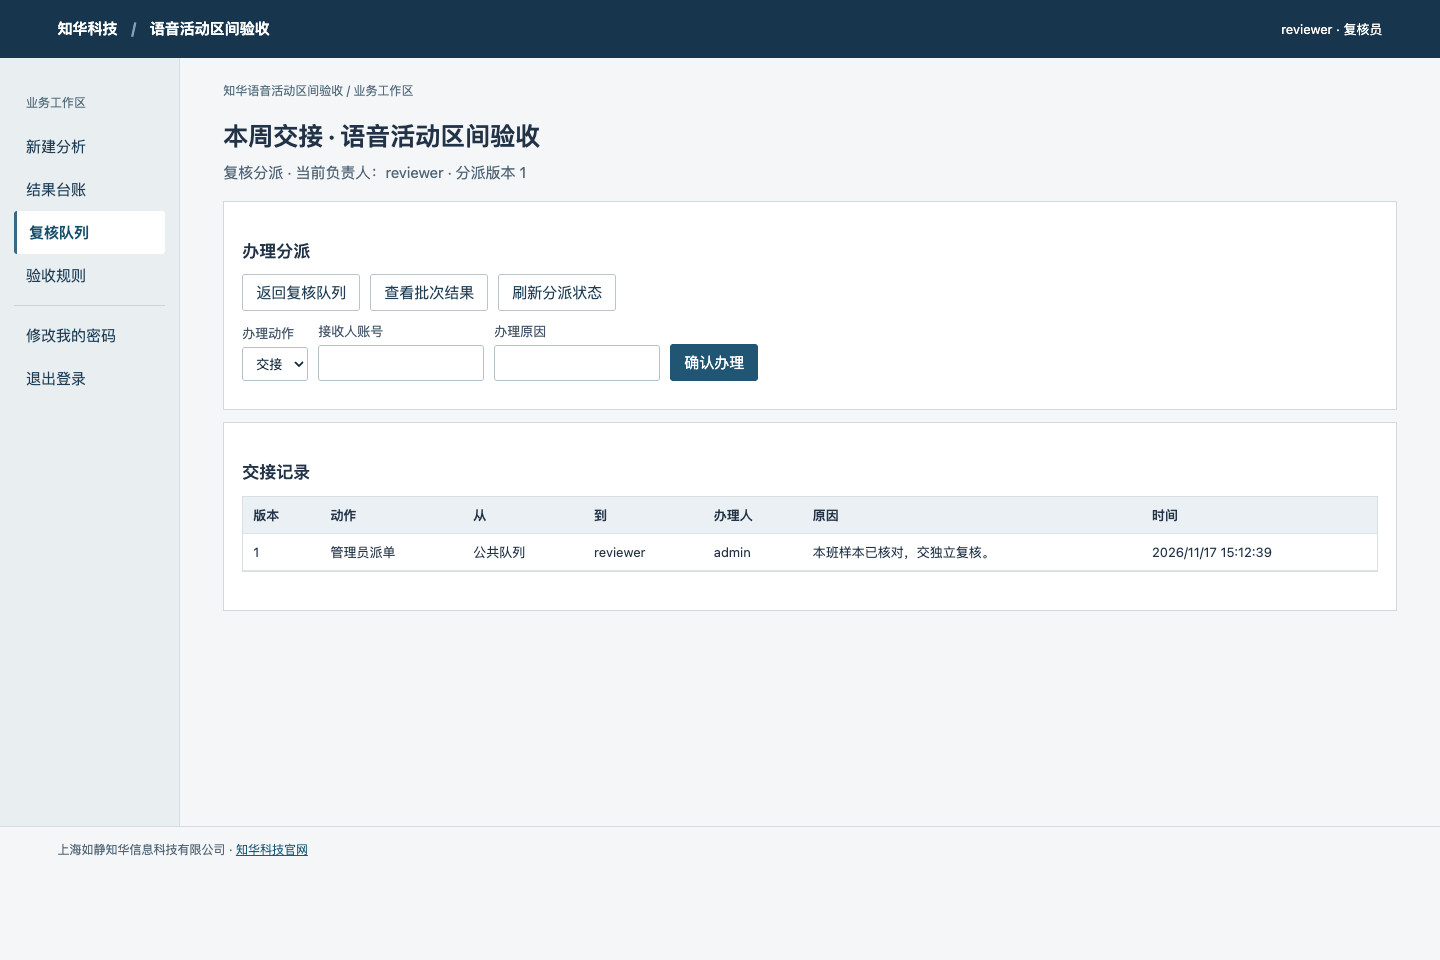 知华科技 / 语音活动区间验收
reviewer · 复核员
业务工作区
新建分析
结果台账
复核队列
验收规则
修改我的密码
退出登录
知华语音活动区间验收 / 业务工作区
本周交接 · 语音活动区间验收
复核分派 · 当前负责人：reviewer · 分派版本 1
办理分派
返回复核队列 查看批次结果 刷新分派状态
办理动作 接收人账号 办理原因
交接 确认办理
交接记录
版本 动作 从 到 办理人 原因 时间
1 管理员派单 公共队列 reviewer admin 本班样本已核对，交独立复核。 2026/11/17 15:12:39
上海如静知华信息科技有限公司 · 知华科技官网